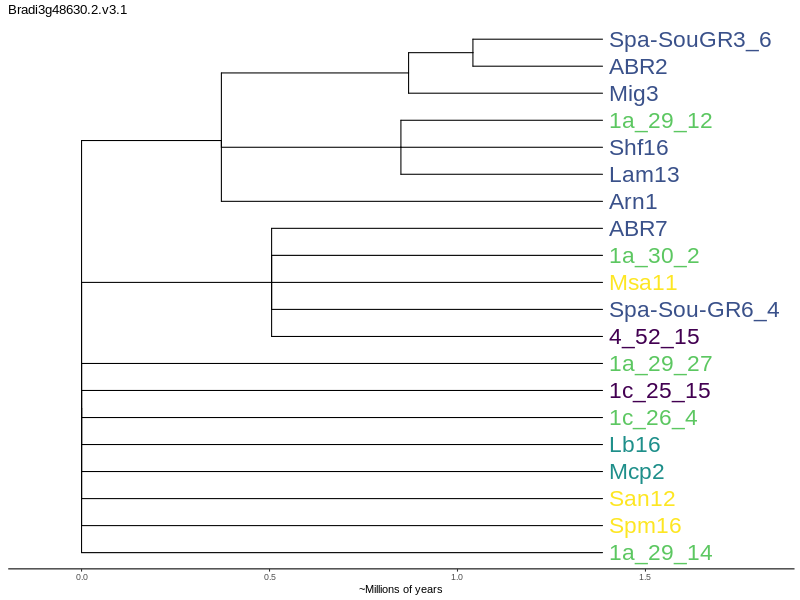 Bradi3g48630.2.v3.1
Spa-SouGR3_6
ABR2
Mig3
1a_29_12
Shf16
Lam13
Arn1
ABR7
1a_30_2
Msa11
Spa-Sou-GR6_4
4_52_15
1a_29_27
1c_25_15
1c_26_4
Lb16
Mcp2
San12
Spm16
1a_29_14
0.0 0.5 1.0 1.5
~Millions of years